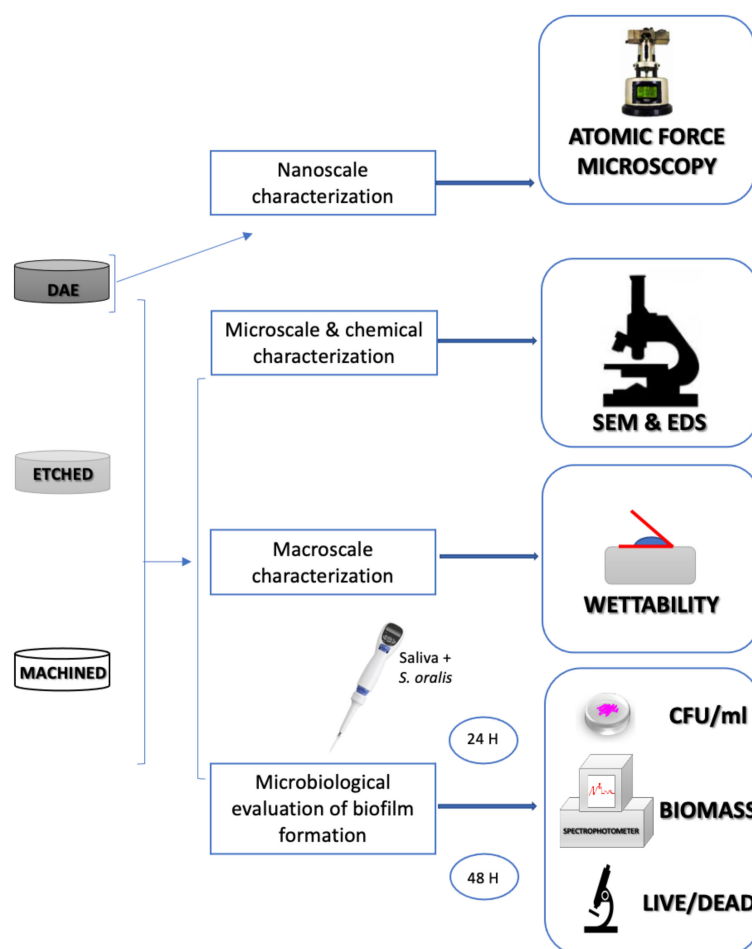 ATOMIC FORCE
MICROSCOPY
Nanoscale
characterization
DAE
Microscale & chemical
characterization
SEM & EDS
ETCHED
Macroscale
characterization
WETTABILITY
MACHINED
Saliva +
S. oralis
24 H
CFU/ml
Microbiological
evaluation of biofilm
formation
BIOMASS
SPECTROPHOTOMETER
48 H
LIVE/DEAD